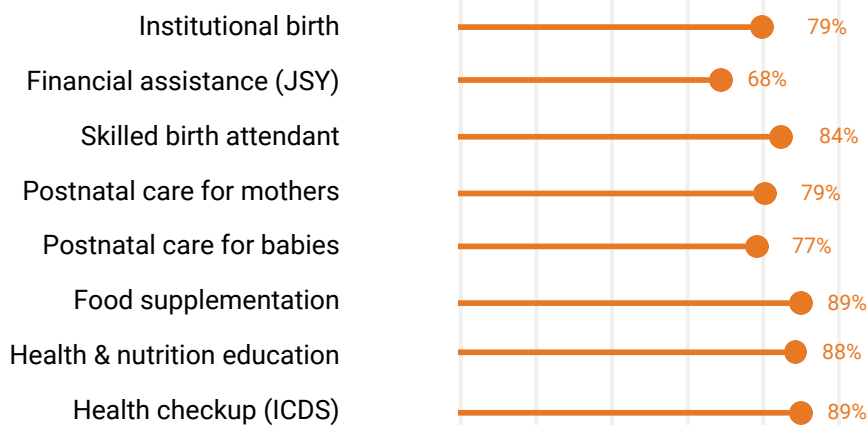 Institutional birth 79%
Financial assistance (JSY) 68%
Skilled birth attendant 84%
Postnatal care for mothers 79%
Postnatal care for babies 77%
Food supplementation 89%
Health & nutrition education 88%
Health checkup (ICDS) 89%